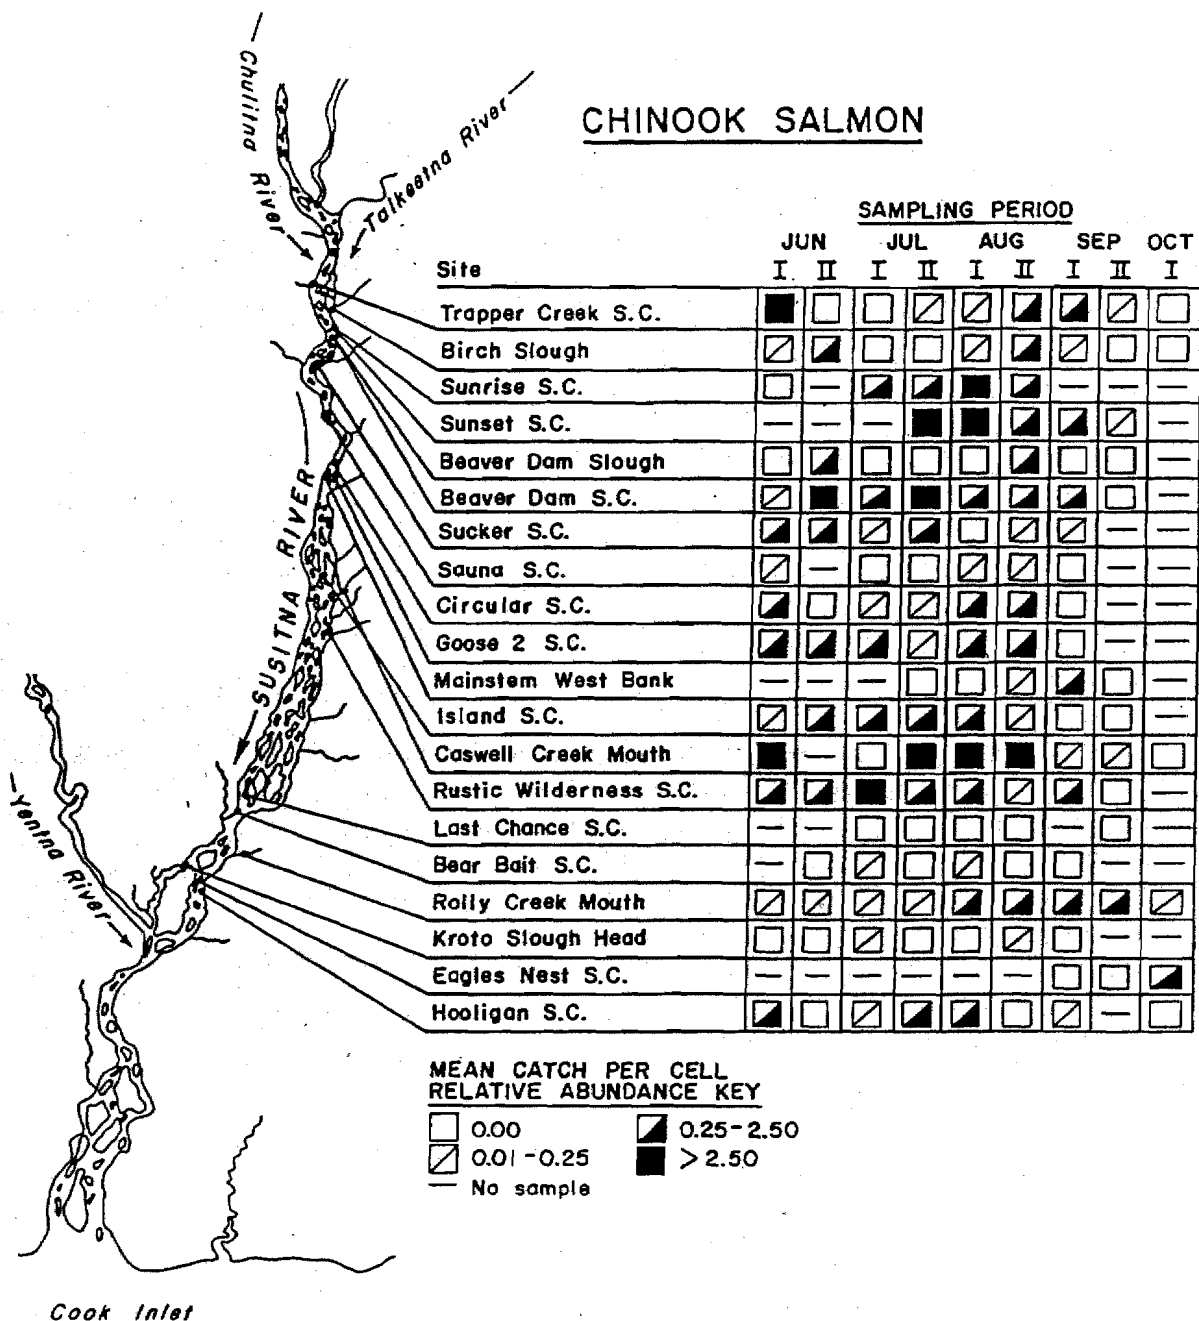 CHINOOK SALMON
Chulitna River
Talkeetna River
SUSITNA RIVER
Yentna River
Cook Inlet
SAMPLING PERIOD
JUN JUL AUG SEP OCT
Site I II I II I II I II I
Trapper Creek S.C.
Birch Slough
Sunrise S.C.
Sunset S.C.
Beaver Dam Slough
Beaver Dam S.C.
Sucker S.C.
Sauna S.C.
Circular S.C.
Goose 2 S.C.
Mainstem West Bank
Island S.C.
Caswell Creek Mouth
Rustic Wilderness S.C.
Last Chance S.C.
Bear Bait S.C.
Rolly Creek Mouth
Kroto Slough Head
Eagles Nest S.C.
Hooligan S.C.
MEAN CATCH PER CELL
RELATIVE ABUNDANCE KEY
0.00
0.25-2.50
0.01-0.25
>2.50
— No sample